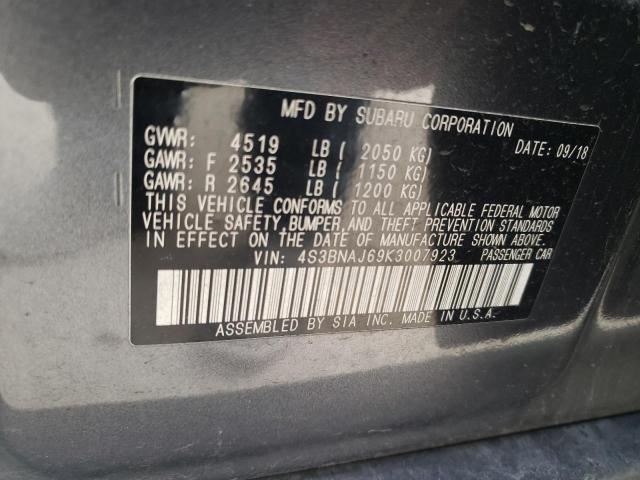 MFD BY SUBARU CORPORATION
GVWR: 4519 LB ( 2050 KG) DATE: 09/18
GAWR: F 2535 LB ( 1150 KG)
GAWR: R 2645 LB ( 1200 KG)
THIS VEHICLE CONFORMS TO ALL APPLICABLE FEDERAL MOTOR
VEHICLE SAFETY,BUMPER,AND THEFT PREVENTION STANDARDS
IN EFFECT ON THE DATE OF MANUFACTURE SHOWN ABOVE.
VIN: 4S3BNAJ69K3007923 PASSENGER CAR
ASSEMBLED BY SIA INC. MADE IN U.S.A.